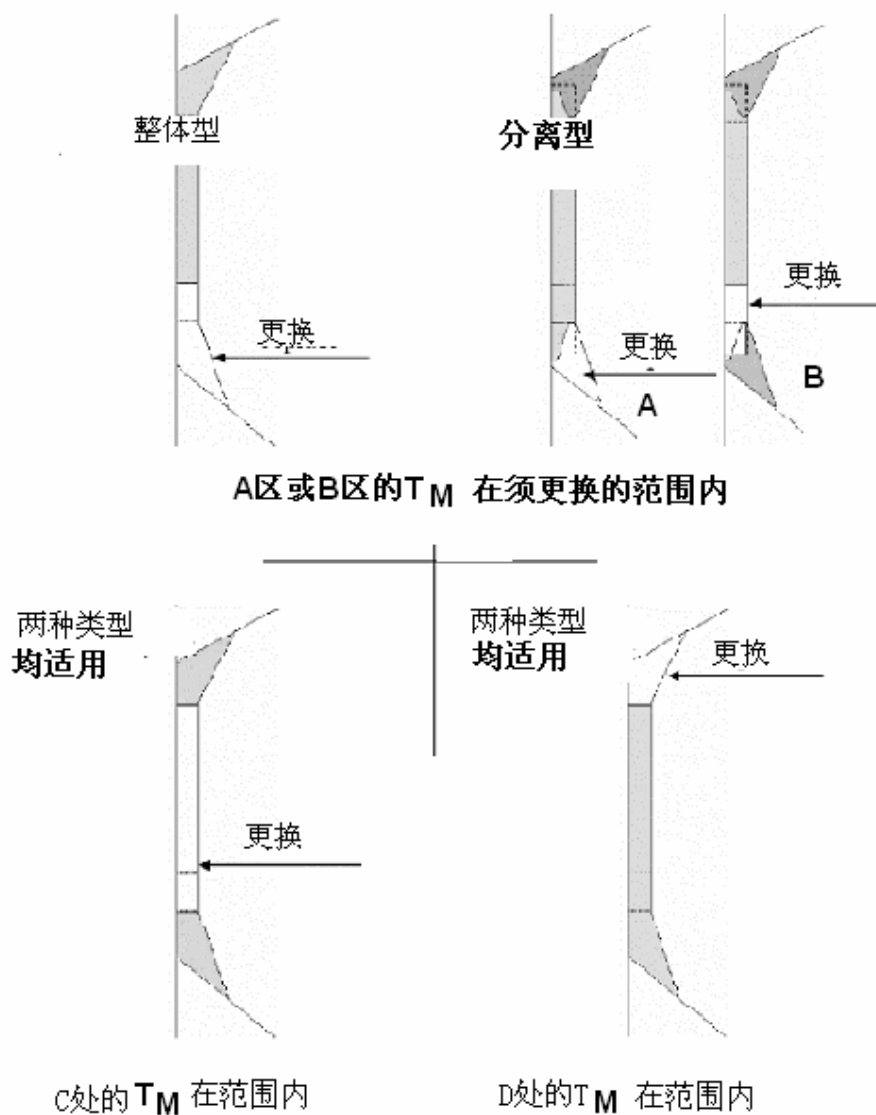 整体型
分离型
更换
更换
更换
A
B
A区或B区的TM 在须更换的范围内
两种类型
均适用
更换
两种类型
均适用
更换
C处的TM在范围内
D处的TM 在范围内